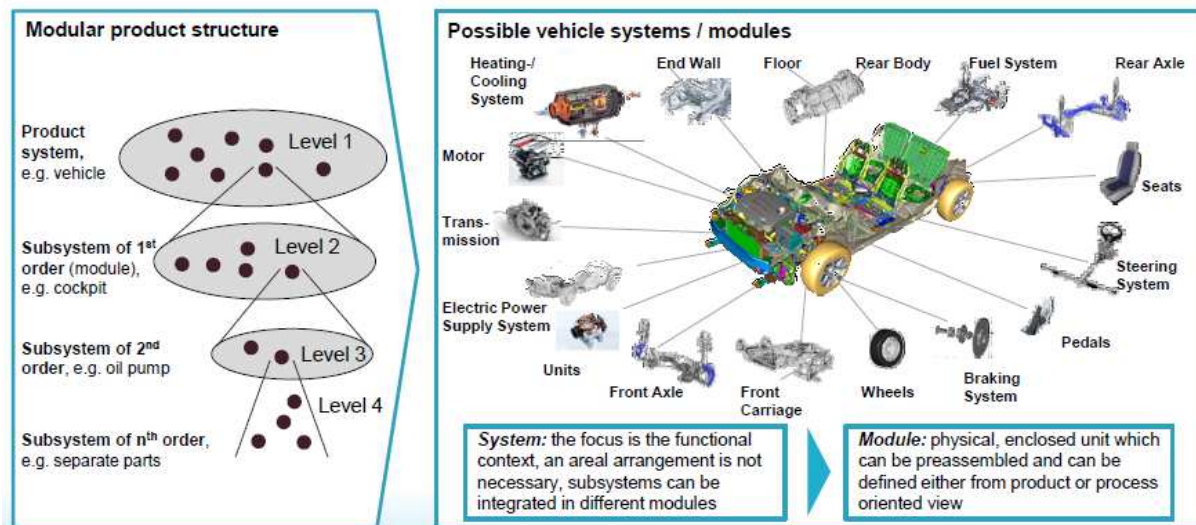 Modular product structure
Product
system,
e.g. vehicle
Level 1
Subsystem of 1st
order (module),
e.g. cockpit
Level 2
Subsystem of 2nd
order, e.g. oil pump
Level 3
Level 4
Subsystem of nth order,
e.g. separate parts
Possible vehicle systems / modules
Heating-/
Cooling
System
End Wall
Floor
Rear Body
Fuel System
Rear Axle
Motor
Seats
Trans-
mission
Steering
System
Electric Power
Supply System
Pedals
Units
Front Axle
Front
Carriage
Wheels
Braking
System
System: the focus is the functional
context, an areal arrangement is not
necessary, subsystems can be
integrated in different modules
Module: physical, enclosed unit which
can be preassembled and can be
defined either from product or process
oriented view